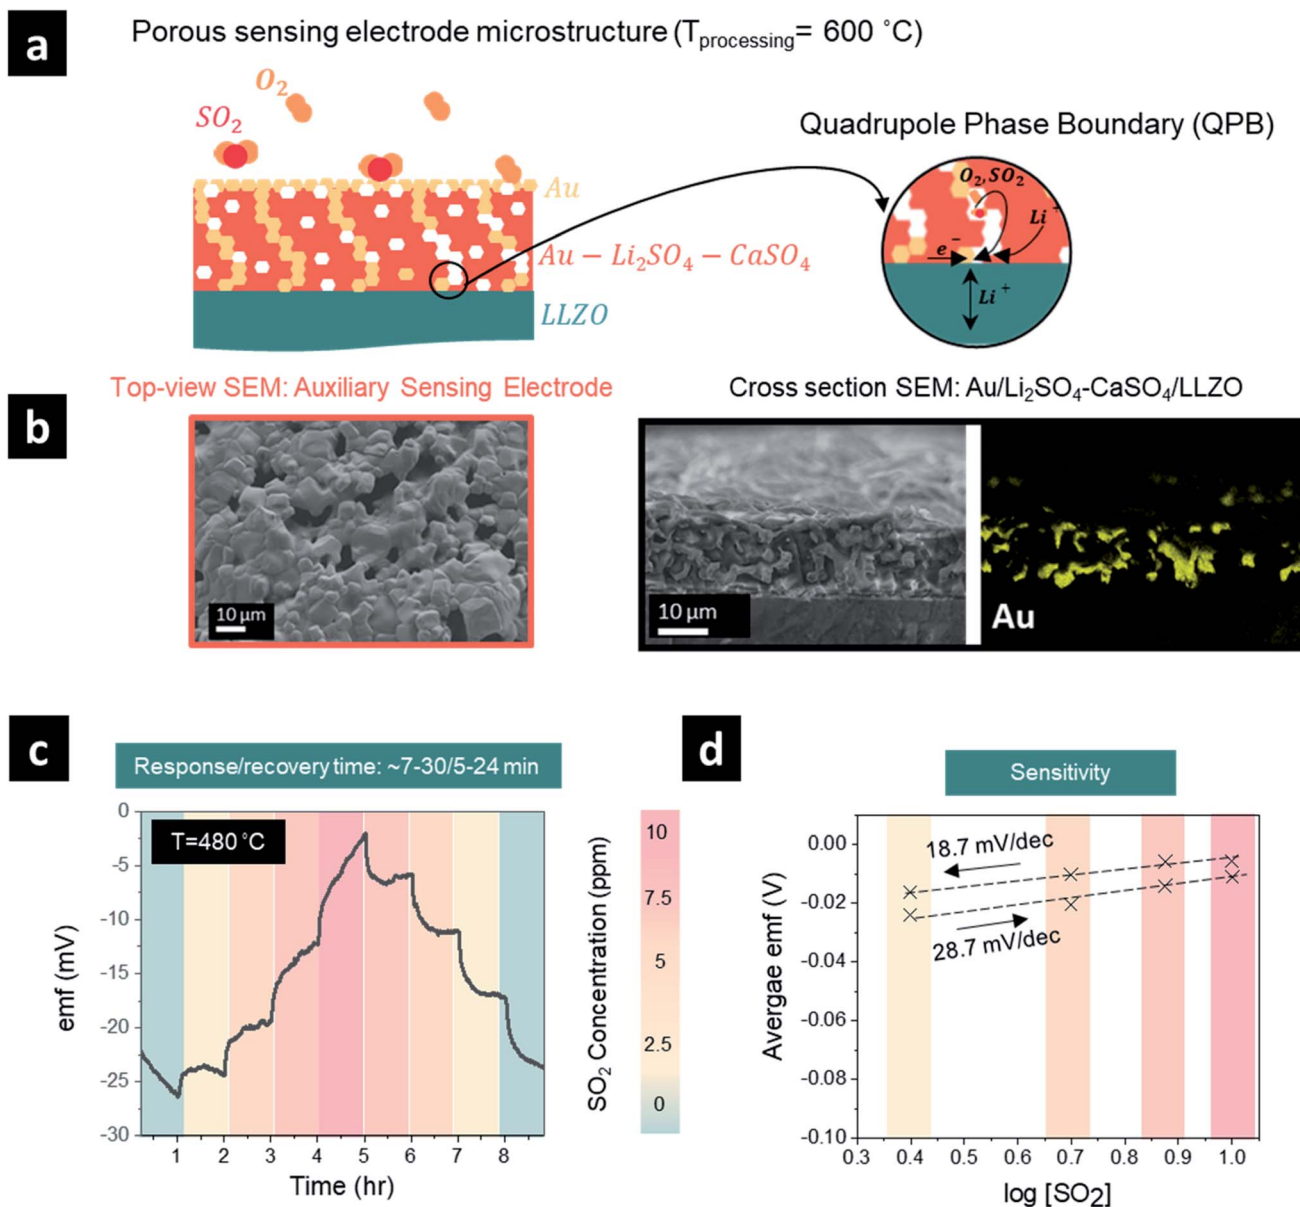 a
Porous sensing electrode microstructure (Tprocessing= 600 ˚C)
O2
SO2
Au
Au − Li2SO4 − CaSO4
LLZO
Quadrupole Phase Boundary (QPB)
O2, SO2
Li+
e−
Li+
b
Top-view SEM: Auxiliary Sensing Electrode
10 µm
Cross section SEM: Au/Li2SO4-CaSO4/LLZO
10 µm
Au
c
Response/recovery time: ~7-30/5-24 min
T=480 ˚C
0
-5
-10
-15
-20
-25
-30
emf (mV)
1 2 3 4 5 6 7 8
Time (hr)
SO2 Concentration (ppm)
10
7.5
5
2.5
0
d
Sensitivity
18.7 mV/dec
28.7 mV/dec
0.00
-0.02
-0.04
-0.06
-0.08
-0.10
Avergae emf (V)
0.3 0.4 0.5 0.6 0.7 0.8 0.9 1.0
log [SO2]